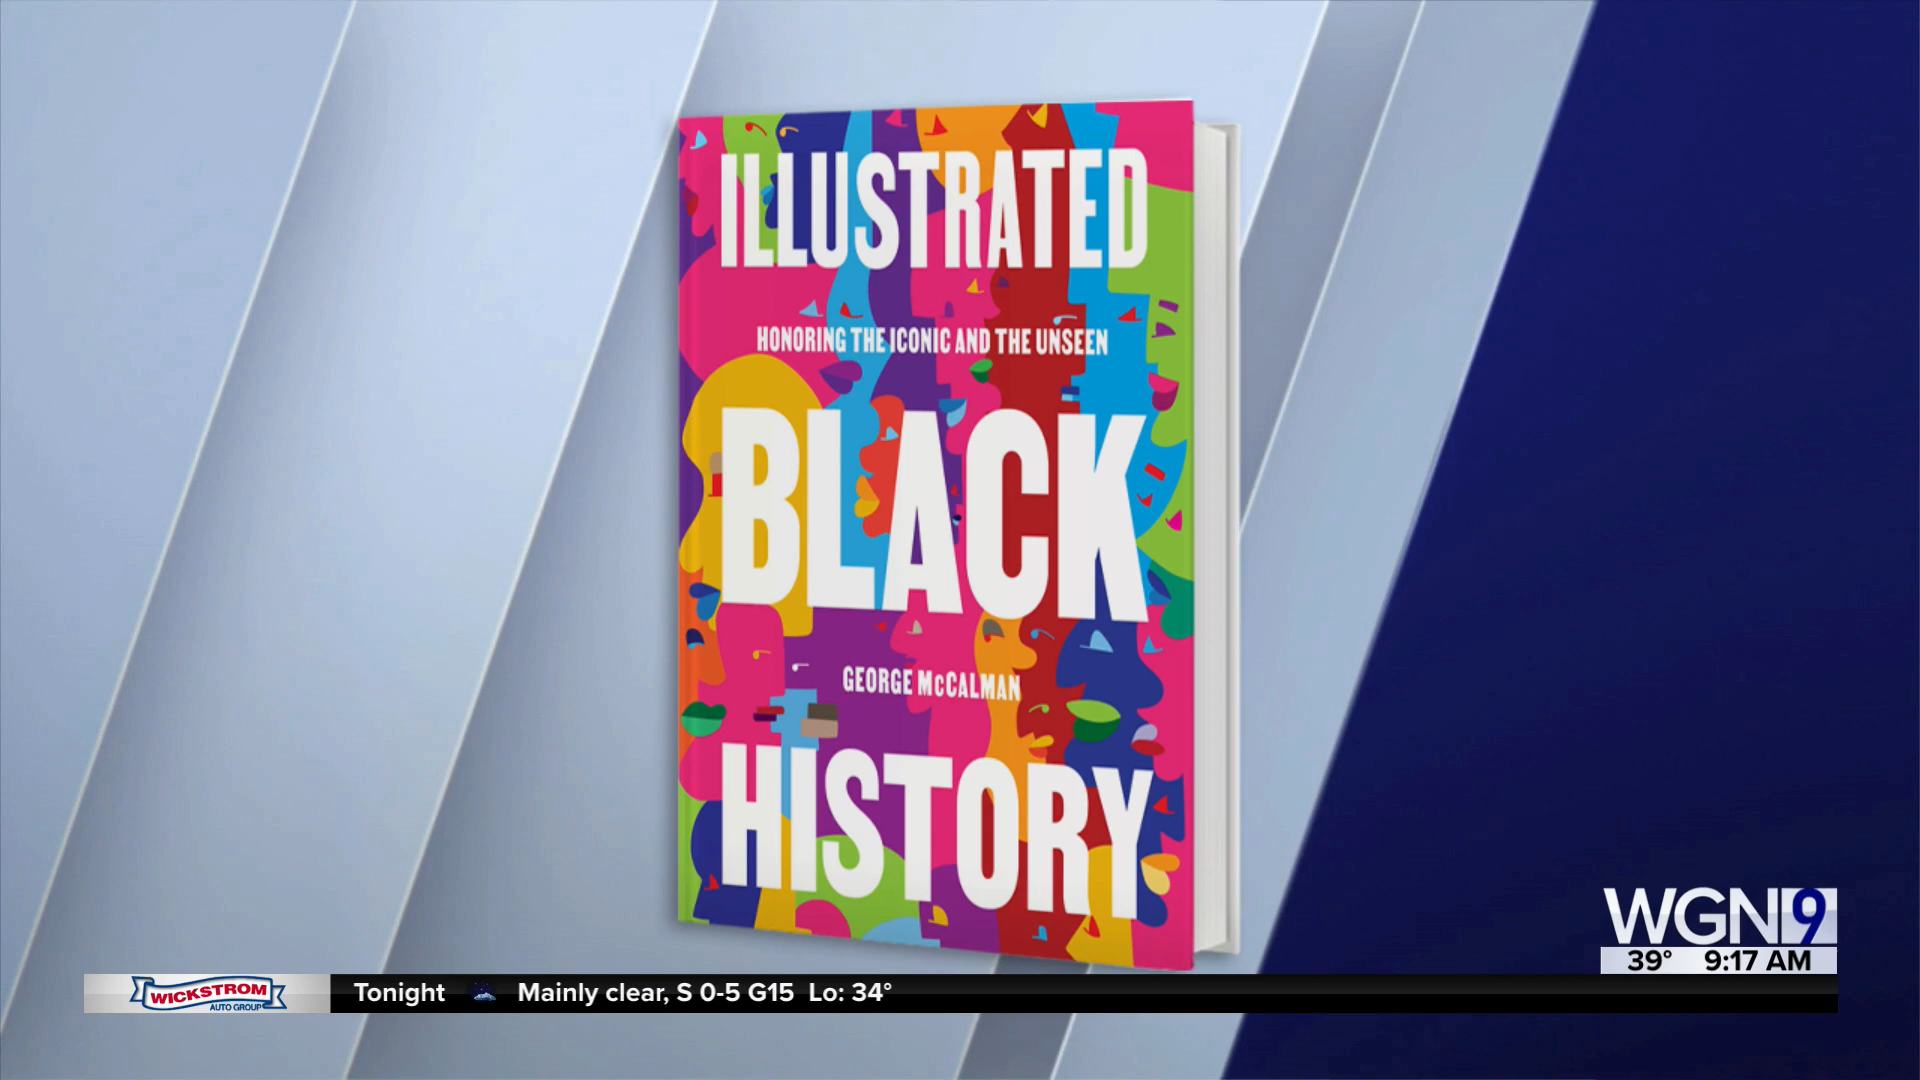 ILLUSTRATED
HONORING THE ICONIC AND THE UNSEEN
BLACK
GEORGE McCALMAN
HISTORY
WGN9
39° 9:17 AM
WICKSTROM
AUTO GROUP
Tonight Mainly clear, S 0-5 G15 Lo: 34°